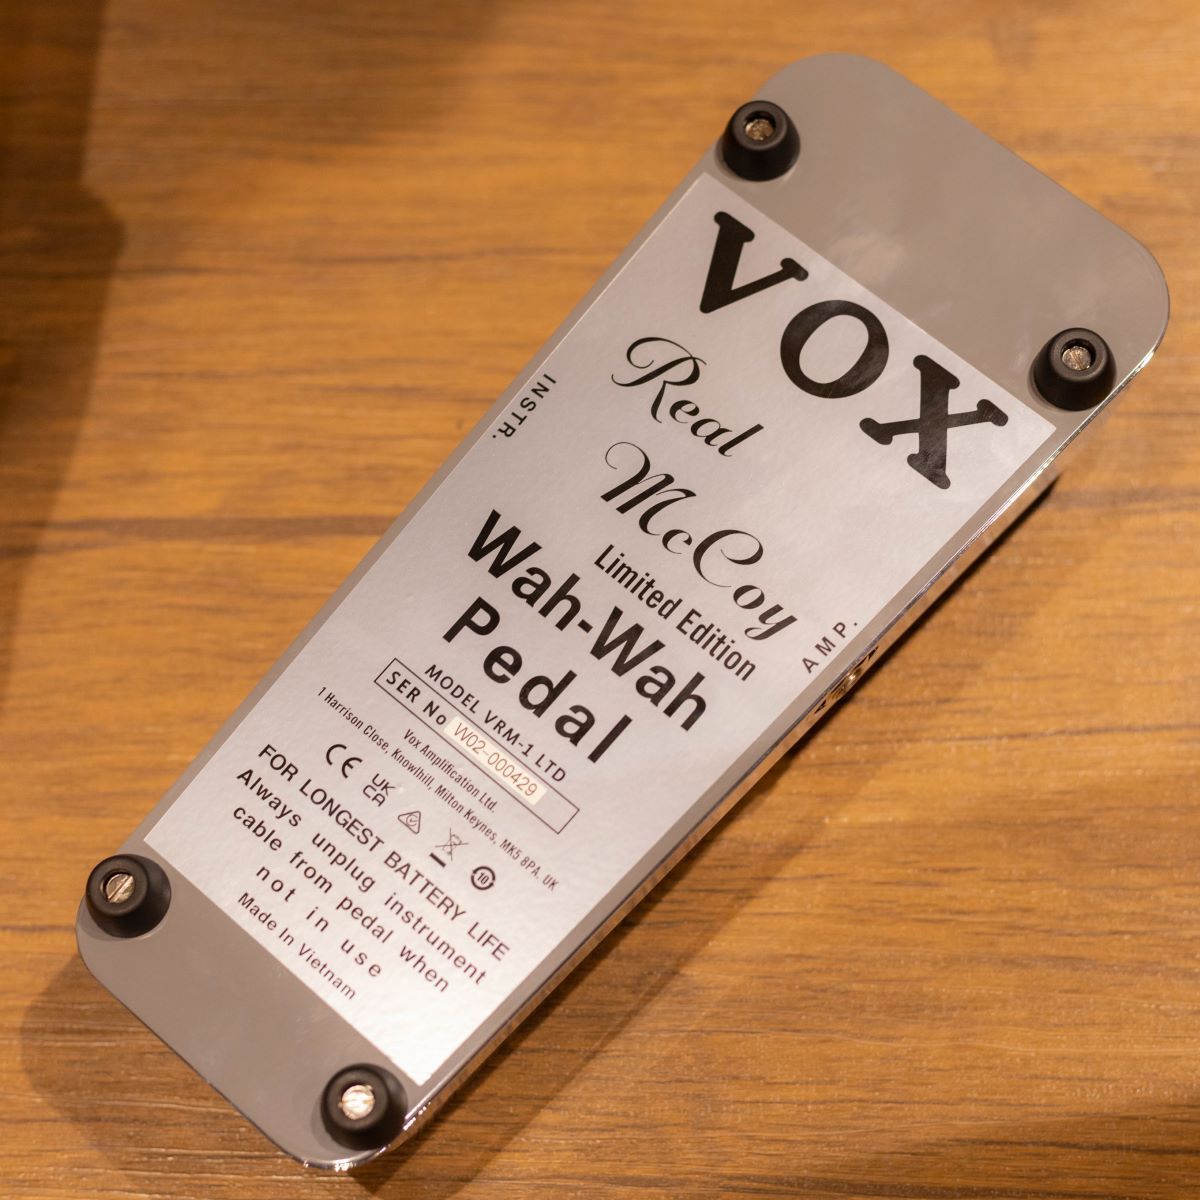 VOX
Real
McCoy
INSTR.
AMP.
Limited Edition
Wah-Wah
Pedal
MODEL VRM-1 LTD
SER No W02-000429
Vox Amplification Ltd.
1 Harrison Close, Knowlhill, Milton Keynes, MK5 8PA. UK
CE UK CA 10
FOR LONGEST BATTERY LIFE
Always unplug instrument
cable from pedal when
not in use
Made In Vietnam